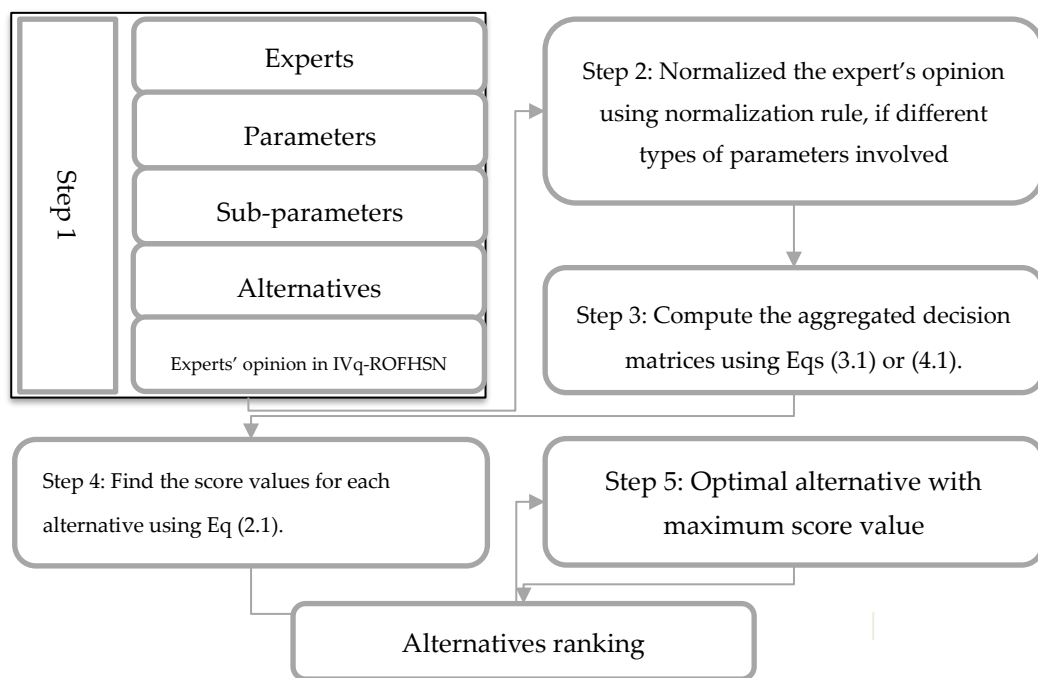 Step 1
Experts
Parameters
Sub-parameters
Alternatives
Experts' opinion in IVq-ROFHSN
Step 2: Normalized the expert's opinion
using normalization rule, if different
types of parameters involved
Step 3: Compute the aggregated decision
matrices using Eqs (3.1) or (4.1).
Step 4: Find the score values for each
alternative using Eq (2.1).
Step 5: Optimal alternative with
maximum score value
Alternatives ranking